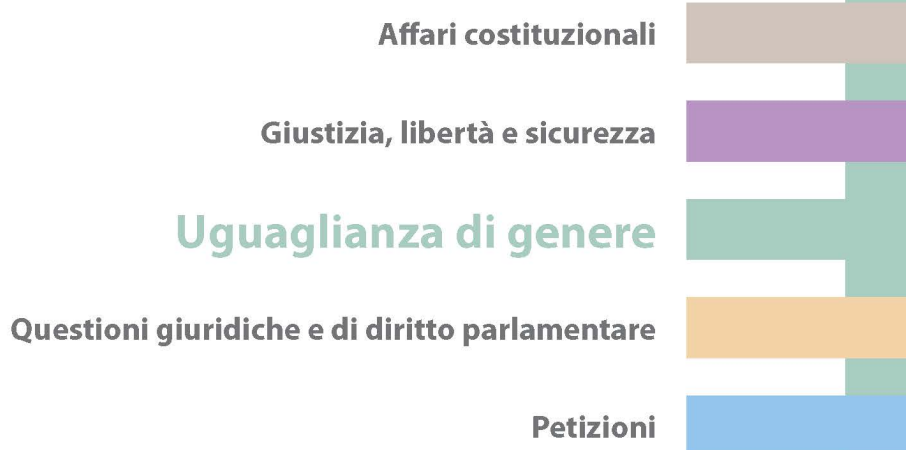 Affari costituzionali
Giustizia, libertà e sicurezza
Uguaglianza di genere
Questioni giuridiche e di diritto parlamentare
Petizioni